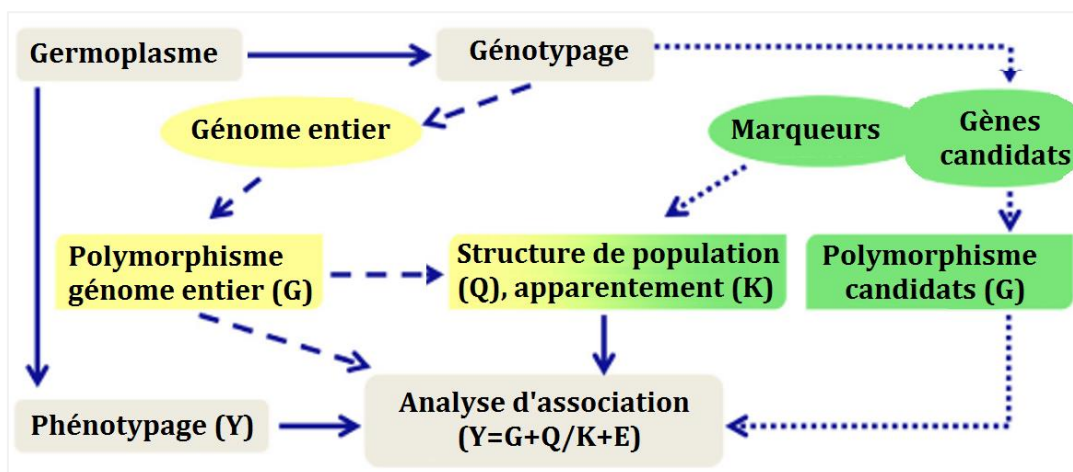 Germoplasme
Génotypage
Génome entier
Marqueurs
Gènes
candidats
Polymorphisme
génome entier (G)
Structure de population
(Q), apparentement (K)
Polymorphisme
candidats (G)
Phénotypage (Y)
Analyse d'association
(Y=G+Q/K+E)